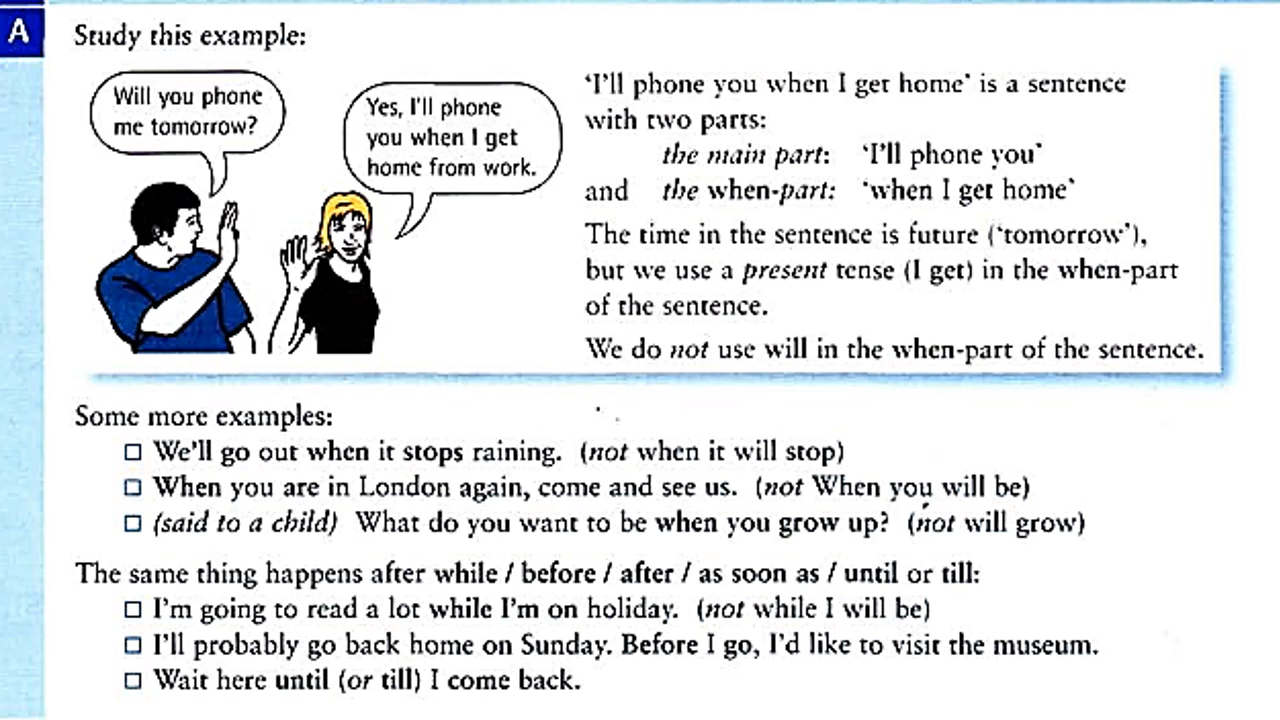 A
Study this example:
Will you phone
me tomorrow?
Yes, I'll phone
you when I get
home from work.
'I'll phone you when I get home' is a sentence
with two parts:
the main part: 'I'll phone you'
and the when-part: 'when I get home'
The time in the sentence is future ('tomorrow'),
but we use a present tense (I get) in the when-part
of the sentence.
We do not use will in the when-part of the sentence.
Some more examples:
□ We'll go out when it stops raining. (not when it will stop)
□ When you are in London again, come and see us. (not When you will be)
□ (said to a child) What do you want to be when you grow up? (not will grow)
The same thing happens after while / before / after / as soon as / until or till:
□ I'm going to read a lot while I'm on holiday. (not while I will be)
□ I'll probably go back home on Sunday. Before I go, I'd like to visit the museum.
□ Wait here until (or till) I come back.